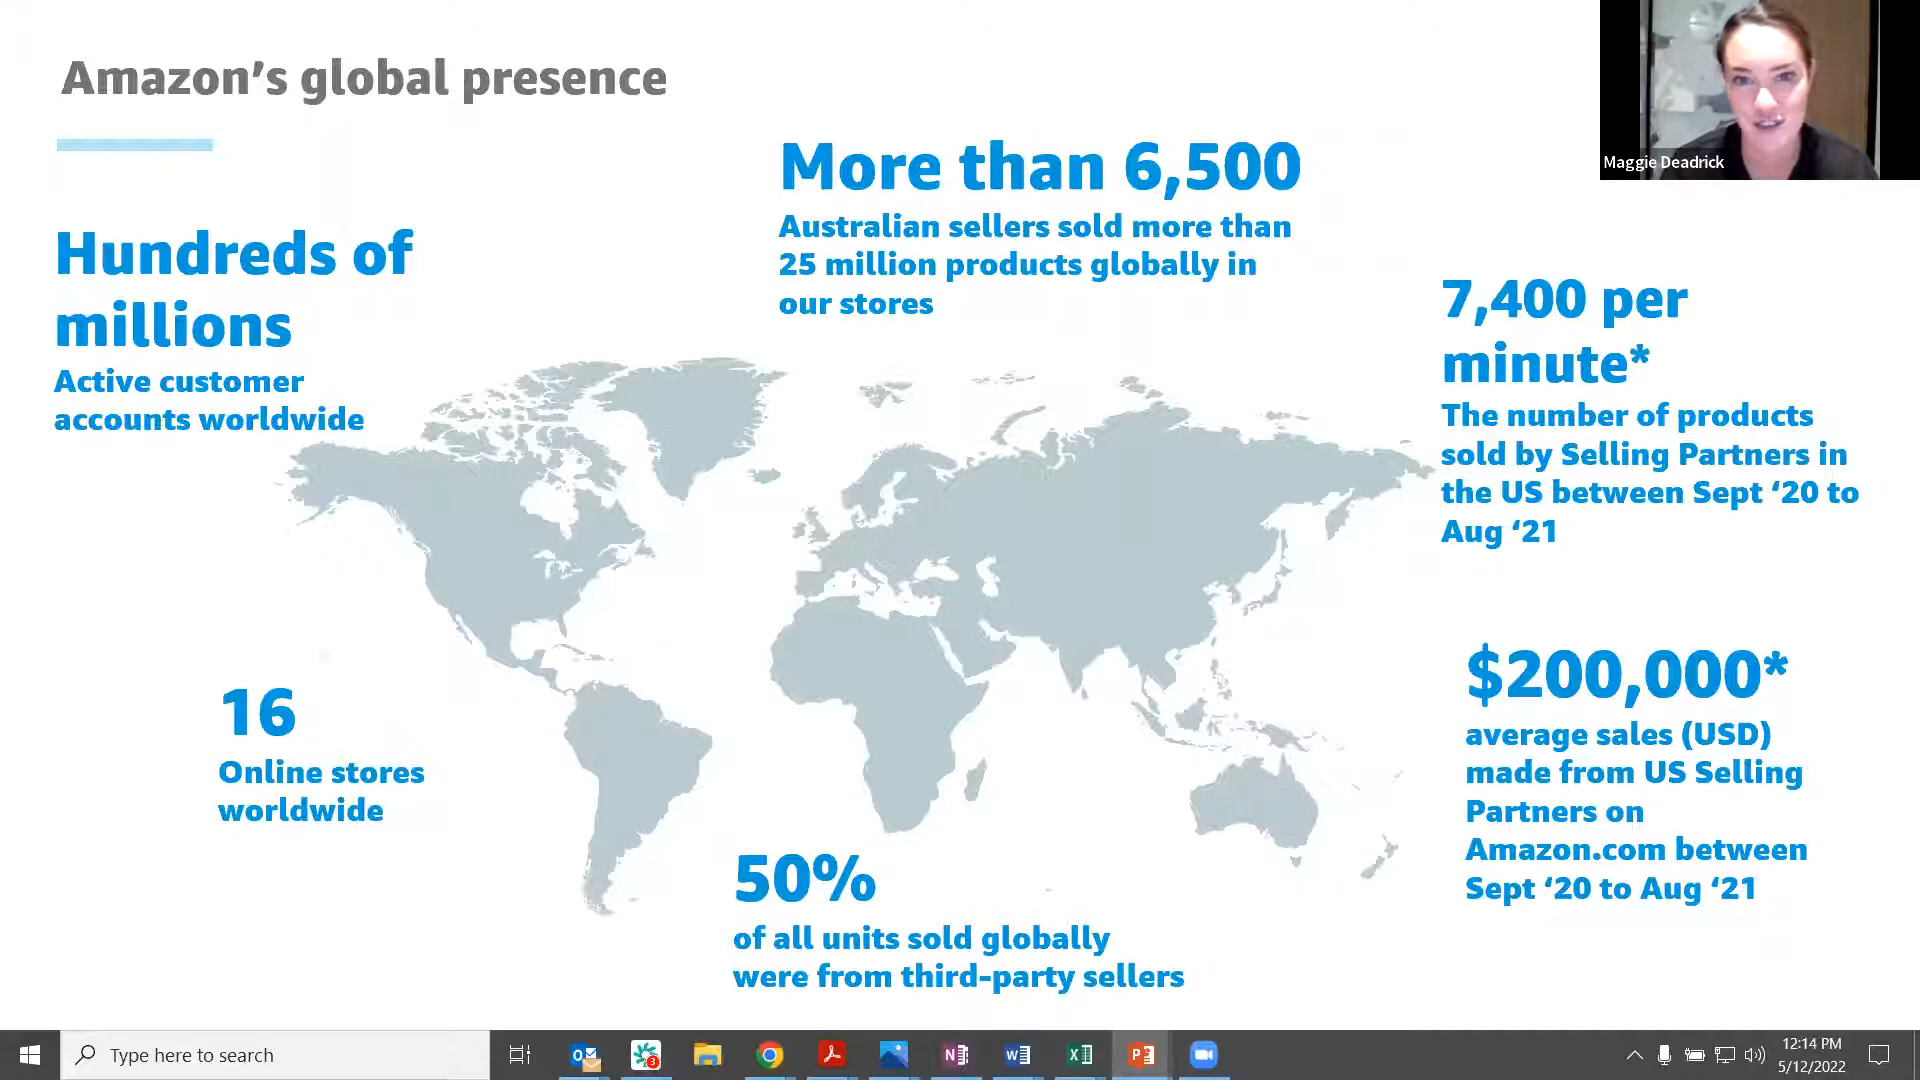 Amazon’s global presence
Maggie Deadrick
More than 6,500
Australian sellers sold more than
25 million products globally in
our stores
Hundreds of
millions
Active customer
accounts worldwide
7,400 per
minute*
The number of products
sold by Selling Partners in
the US between Sept ‘20 to
Aug ‘21
16
Online stores
worldwide
$200,000*
average sales (USD)
made from US Selling
Partners on
Amazon.com between
Sept ‘20 to Aug ‘21
50%
of all units sold globally
were from third-party sellers
Type here to search
3
12:14 PM
5/12/2022